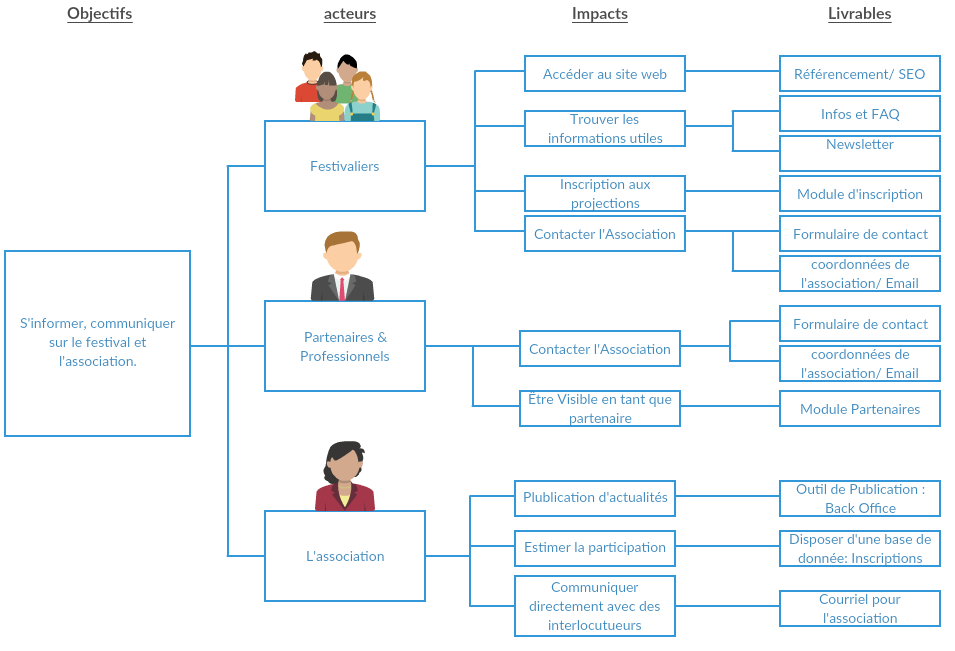 Objectifs
acteurs
Impacts
Livrables
S'informer, communiquer
sur le festival et
l'association.
Festivaliers
Accéder au site web
Référencement/ SEO
Trouver les
informations utiles
Infos et FAQ
Newsletter
Inscription aux
projections
Module d'inscription
Contacter l'Association
Formulaire de contact
coordonnées de
l'association/ Email
Partenaires &
Professionnels
Contacter l'Association
Formulaire de contact
coordonnées de
l'association/ Email
Être Visible en tant que
partenaire
Module Partenaires
L'association
Plublication d'actualités
Outil de Publication :
Back Office
Estimer la participation
Disposer d'une base de
donnée: Inscriptions
Communiquer
directement avec des
interlocutueurs
Courriel pour
l'association